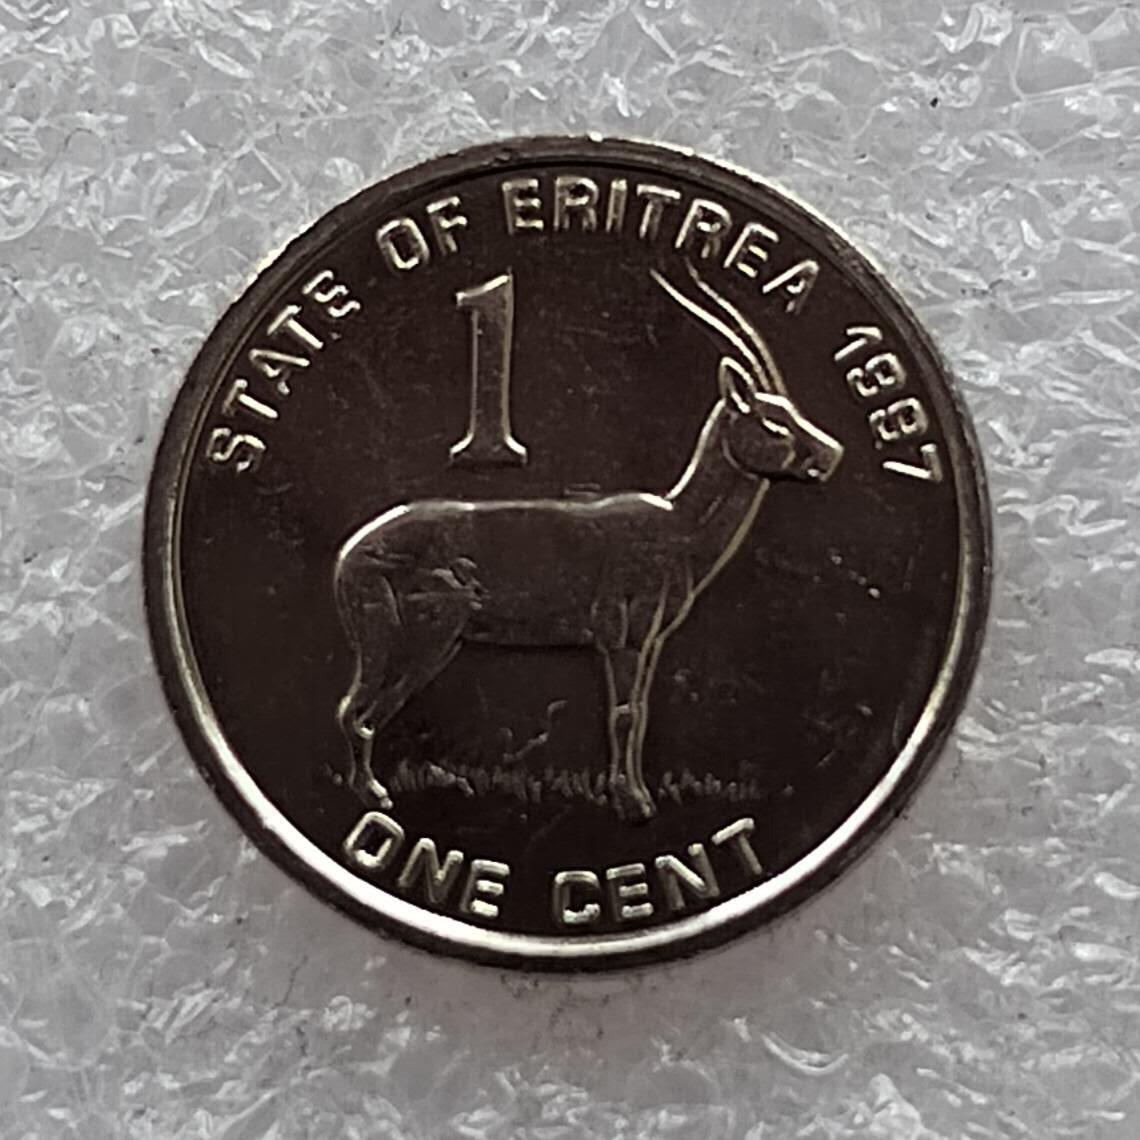 STATE OF ERITREA 1997
1
ONE CENT